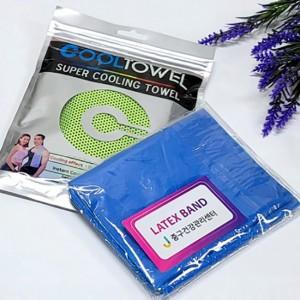 COOLTOWEL
SUPER COOLING TOWEL
LATEX BAND
중구건강관리센터